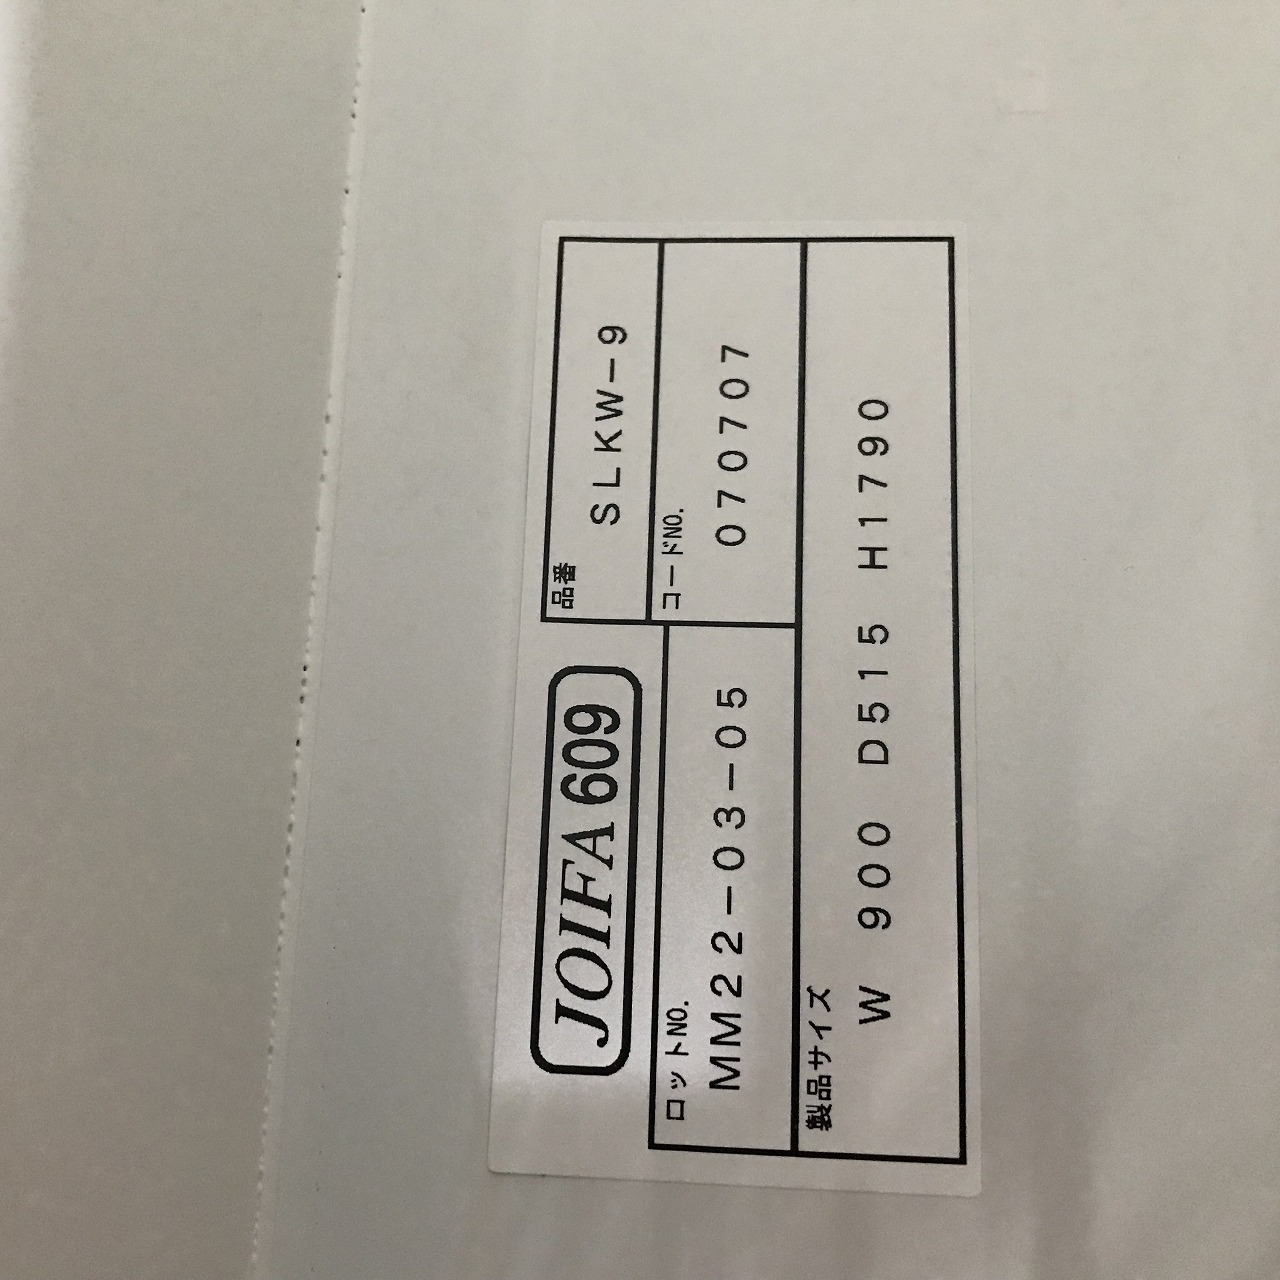 JOIFA 609
品番
SLKW-9
ロットNO.
MM22-03-05
コードNO.
070707
製品サイズ
W 900 D515 H1790